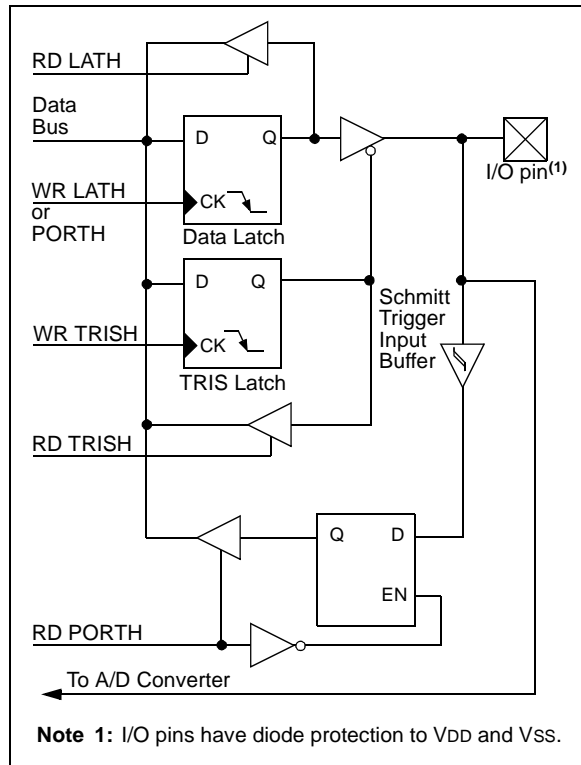 RD LATH
Data
Bus
D Q
I/O pin(1)
WR LATH
or
PORTH
CK
Data Latch
D Q
Schmitt
Trigger
Input
Buffer
WR TRISH
CK
TRIS Latch
RD TRISH
Q D
EN
RD PORTH
To A/D Converter
Note 1: I/O pins have diode protection to VDD and VSS.